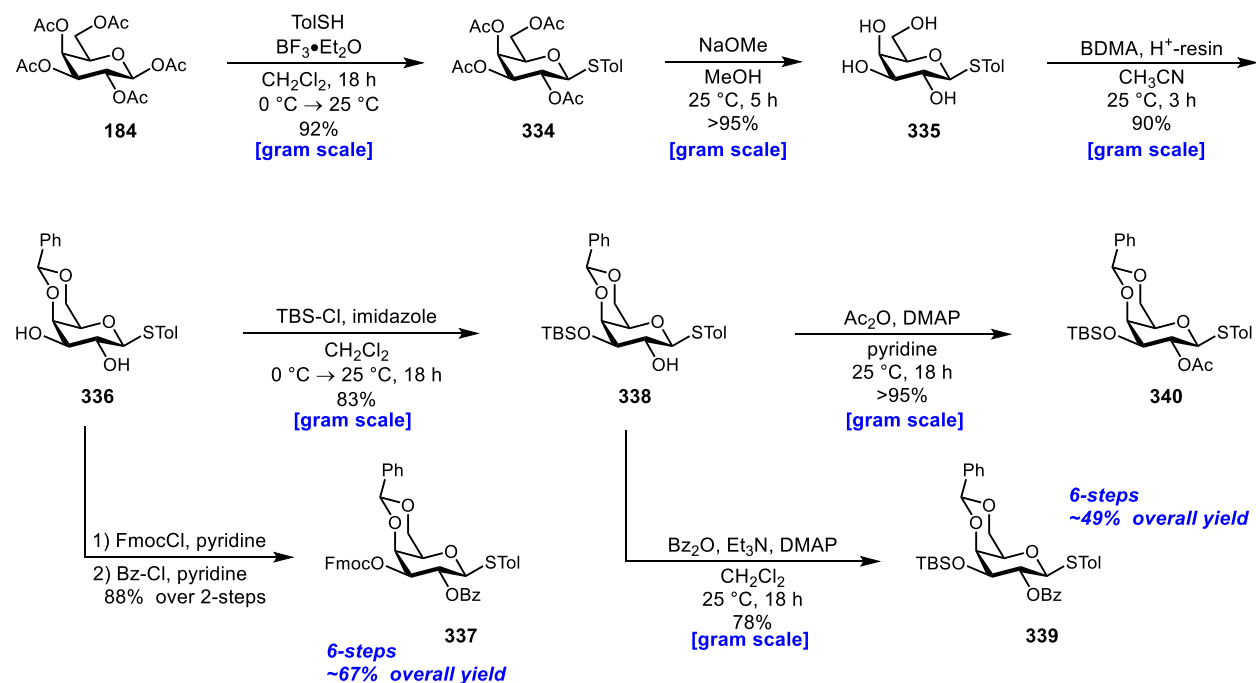 AcO
OAc
O
AcO
OAc
OAc
184
TolSH
BF3•Et2O
CH2Cl2, 18 h
0 °C → 25 °C
92%
[gram scale]
AcO
OAc
O
AcO
STol
OAc
334
NaOMe
MeOH
25 °C, 5 h
>95%
[gram scale]
HO
OH
O
HO
STol
OH
335
BDMA, H+-resin
CH3CN
25 °C, 3 h
90%
[gram scale]
Ph
O
O
O
HO
STol
OH
336
TBS-Cl, imidazole
CH2Cl2
0 °C → 25 °C, 18 h
83%
[gram scale]
Ph
O
O
O
TBSO
STol
OH
338
Ac2O, DMAP
pyridine
25 °C, 18 h
>95%
[gram scale]
Ph
O
O
O
TBSO
STol
OAc
340
1) FmocCl, pyridine
2) Bz-Cl, pyridine
88% over 2-steps
Ph
O
O
O
FmocO
STol
OBz
337
6-steps
~67% overall yield
Bz2O, Et3N, DMAP
CH2Cl2
25 °C, 18 h
78%
[gram scale]
Ph
O
O
O
TBSO
STol
OBz
339
6-steps
~49% overall yield